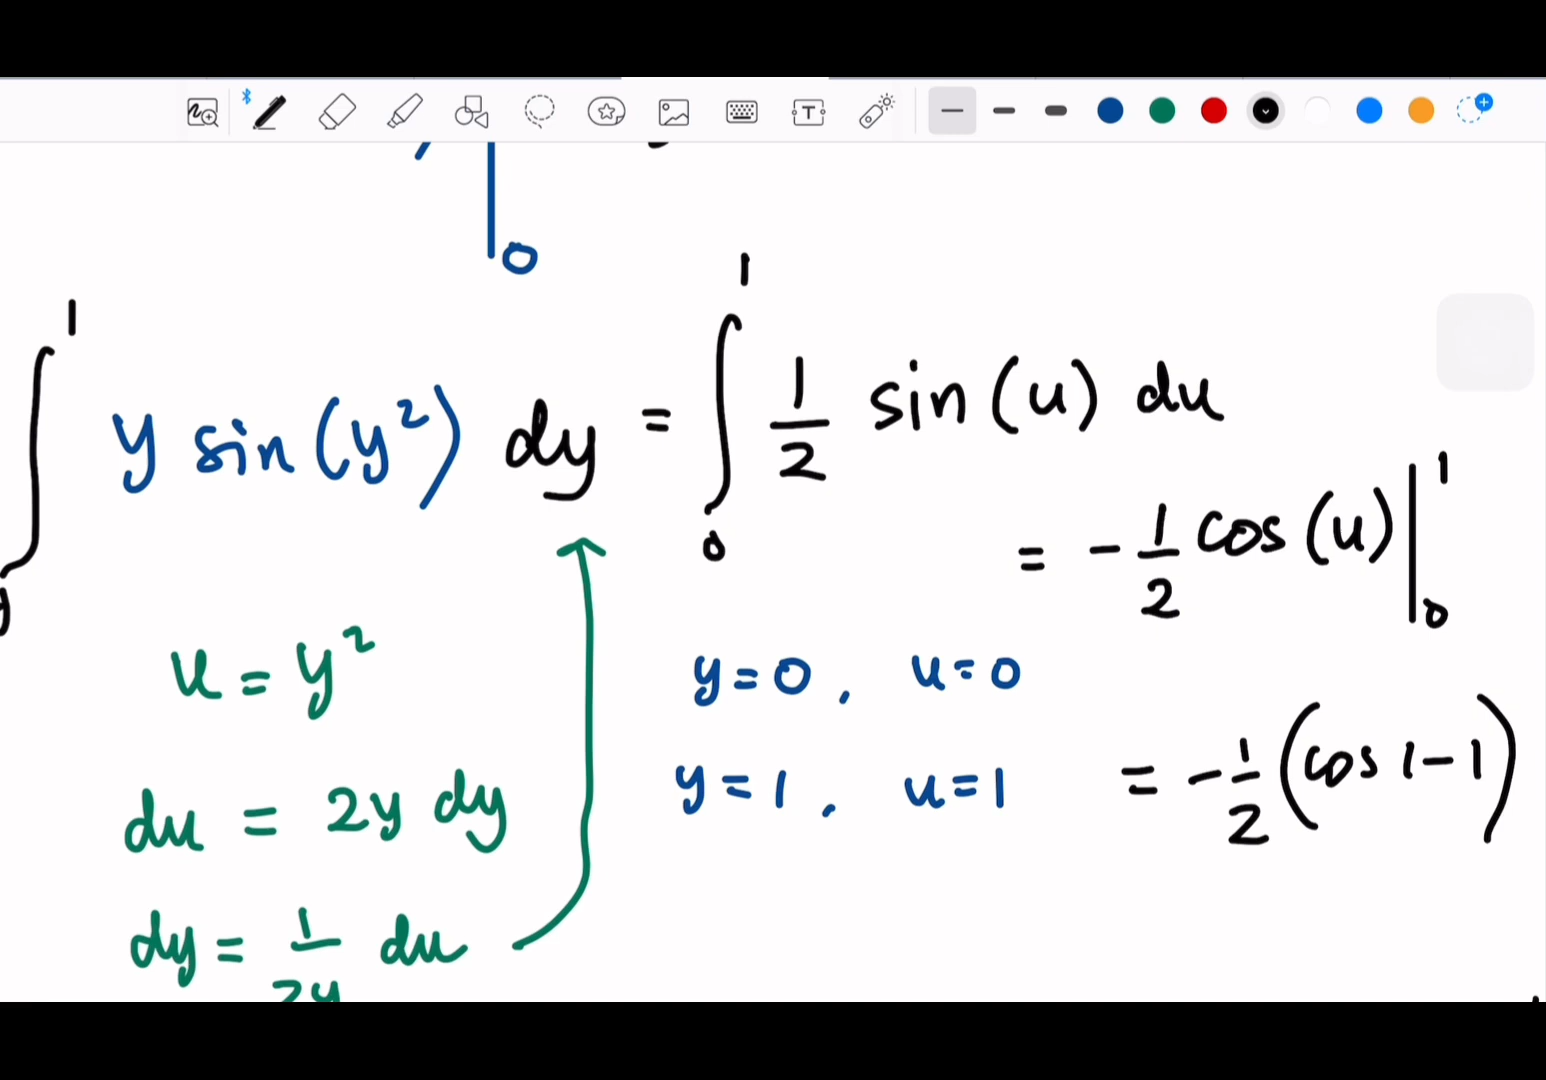 0
∫₀¹ y sin(y²) dy = ∫₀¹ 1/2 sin(u) du
= -1/2 cos(u) |₀¹
u = y²
y = 0, u = 0
du = 2y dy
y = 1, u = 1
= -1/2 (cos 1 - 1)
dy = 1/2y du